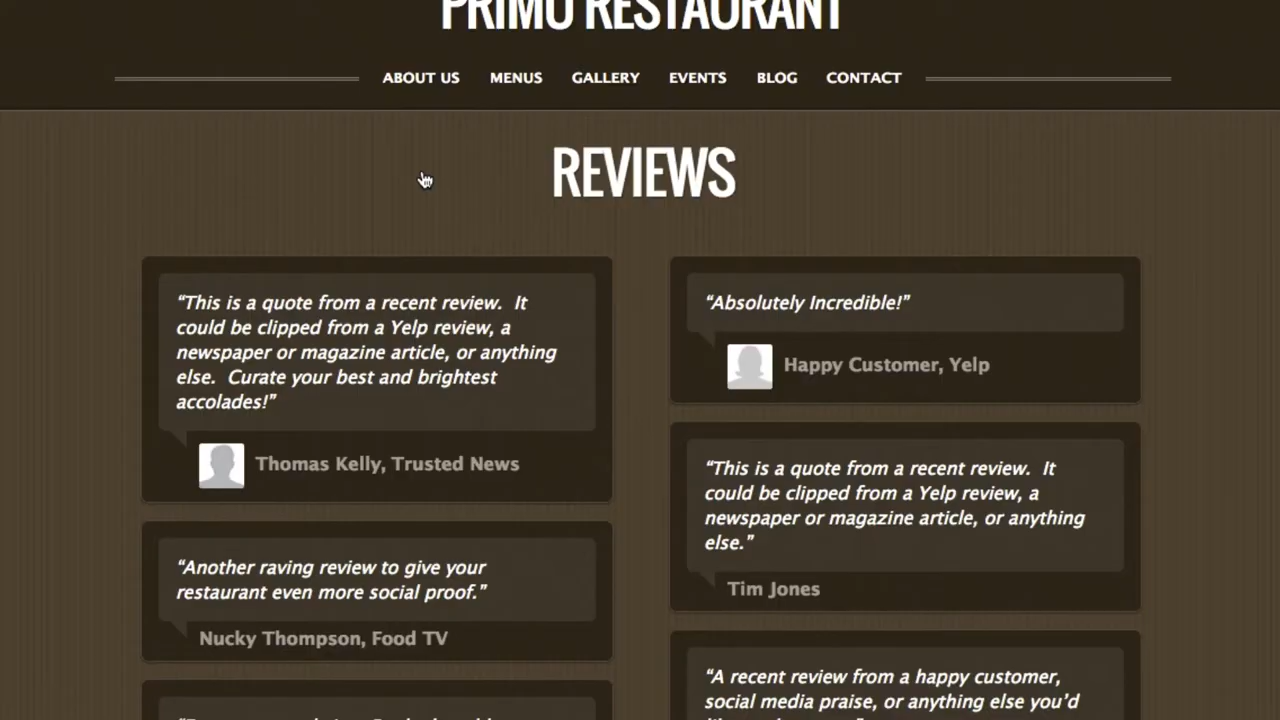 PRIMO RESTAURANT
ABOUT US MENUS GALLERY EVENTS BLOG CONTACT
REVIEWS
“This is a quote from a recent review. It
could be clipped from a Yelp review, a
newspaper or magazine article, or anything
else. Curate your best and brightest
accolades!”
Thomas Kelly, Trusted News
“Another raving review to give your
restaurant even more social proof.”
Nucky Thompson, Food TV
“Absolutely Incredible!”
Happy Customer, Yelp
“This is a quote from a recent review. It
could be clipped from a Yelp review, a
newspaper or magazine article, or anything
else.”
Tim Jones
“A recent review from a happy customer,
social media praise, or anything else you’d